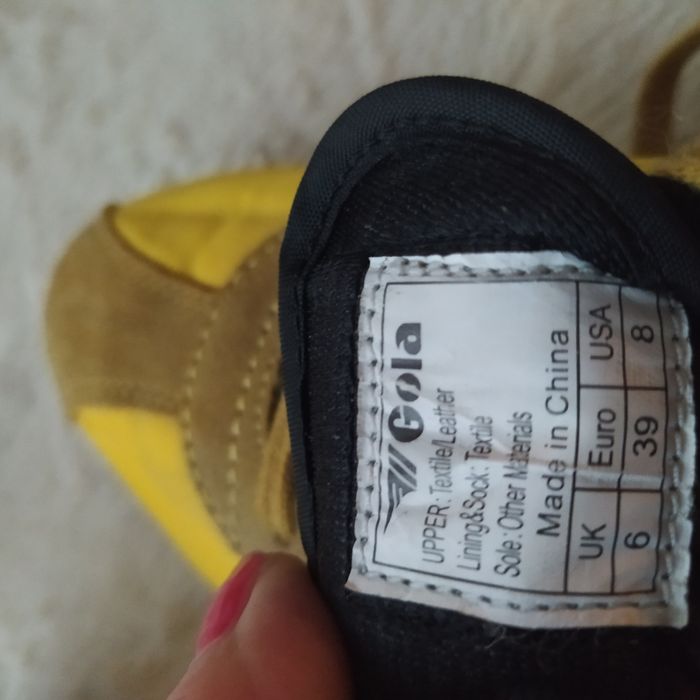 Gola
UPPER: Textile/Leather
Lining&Sock: Textile
Sole: Other Materials
Made in China
UK Euro USA
6 39 8